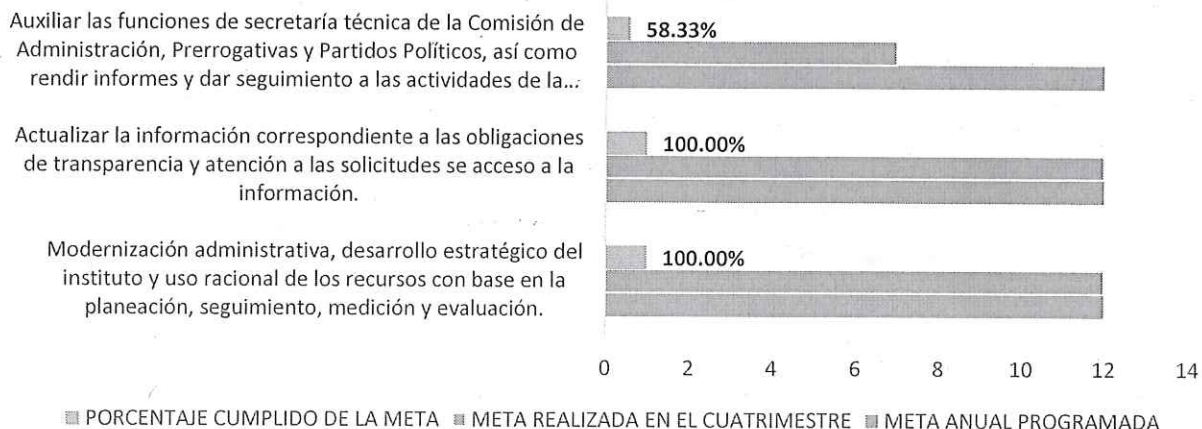 Auxiliar las funciones de secretaría técnica de la Comisión de
Administración, Prerrogativas y Partidos Políticos, así como
rendir informes y dar seguimiento a las actividades de la...
58.33%
Actualizar la información correspondiente a las obligaciones
de transparencia y atención a las solicitudes se acceso a la
información.
100.00%
Modernización administrativa, desarrollo estratégico del
instituto y uso racional de los recursos con base en la
planeación, seguimiento, medición y evaluación.
100.00%
0 2 4 6 8 10 12 14
PORCENTAJE CUMPLIDO DE LA META META REALIZADA EN EL CUATRIMESTRE META ANUAL PROGRAMADA